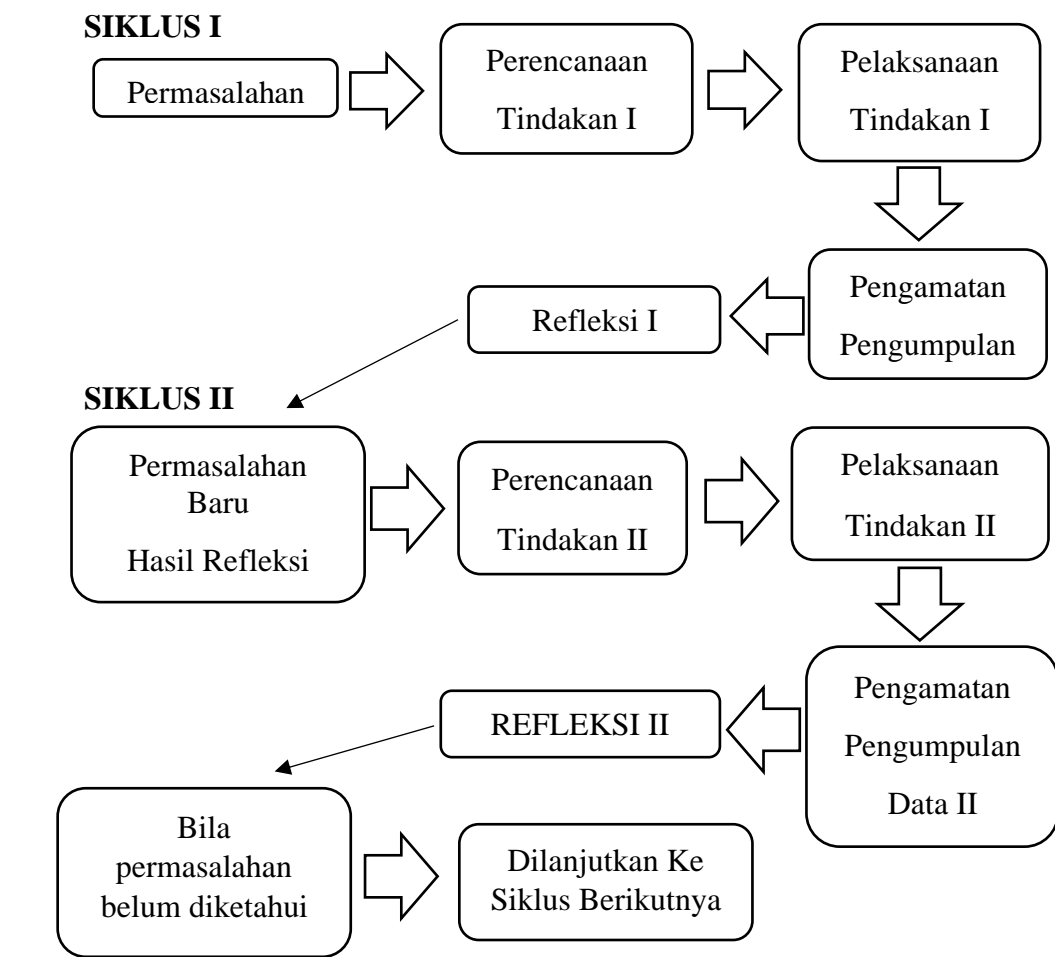 SIKLUS I
Permasalahan
Perencanaan
Tindakan I
Pelaksanaan
Tindakan I
Pengamatan
Pengumpulan
Refleksi I
SIKLUS II
Permasalahan
Baru
Hasil Refleksi
Perencanaan
Tindakan II
Pelaksanaan
Tindakan II
Pengamatan
Pengumpulan
Data II
REFLEKSI II
Bila
permasalahan
belum diketahui
Dilanjutkan Ke
Siklus Berikutnya